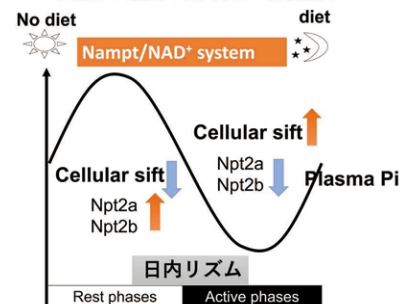 No diet
diet
Nampt/NAD⁺ system
Cellular sift
Npt2a
Npt2b
Plasma Pi
Cellular sift
Npt2a
Npt2b
日内リズム
Rest phases
Active phases